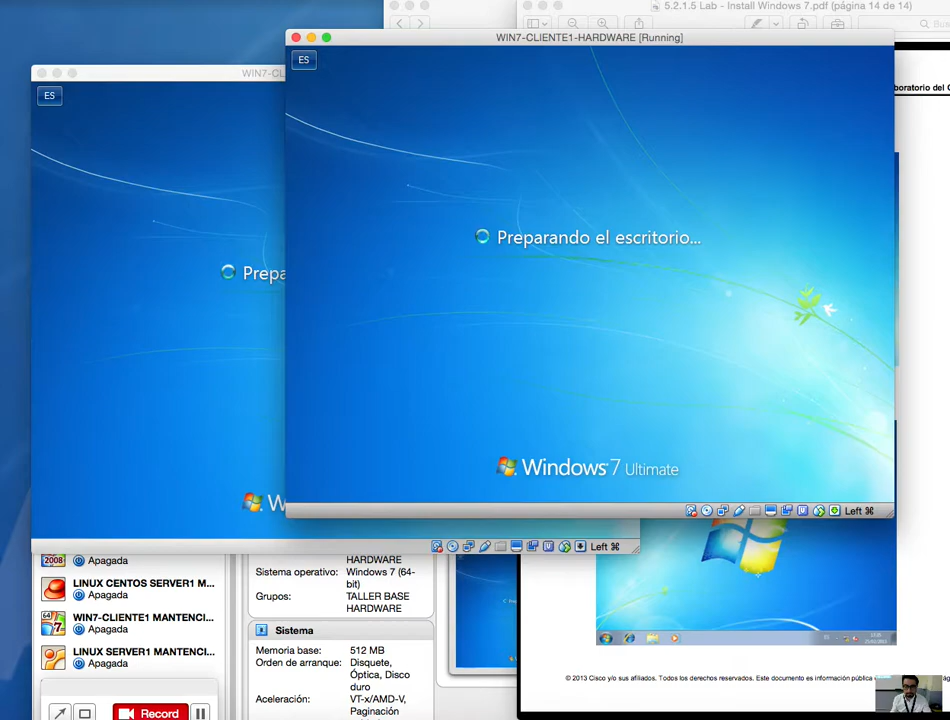 5.2.1.5 Lab - Install Windows 7.pdf (página 14 de 14)
WIN7-CLIENTE1-HARDWARE [Running]
ES
WIN7-CL
ES
Preparando el escritorio...
Prepa
Windows 7 Ultimate
W
Left ⌘
Left ⌘
2008
Apagada
LINUX CENTOS SERVER1 M...
Apagada
64
7
WIN7-CLIENTE1 MANTENCI...
Apagada
LINUX SERVER1 MANTENCI...
Apagada
HARDWARE
Sistema operativo: Windows 7 (64-
bit)
Grupos: TALLER BASE
HARDWARE
Sistema
Memoria base: 512 MB
Orden de arranque: Disquete,
Óptica, Disco
duro
Aceleración: VT-x/AMD-V,
Paginación
Record
boratorio del C
© 2013 Cisco y/o sus afiliados. Todos los derechos reservados. Este documento es información pública